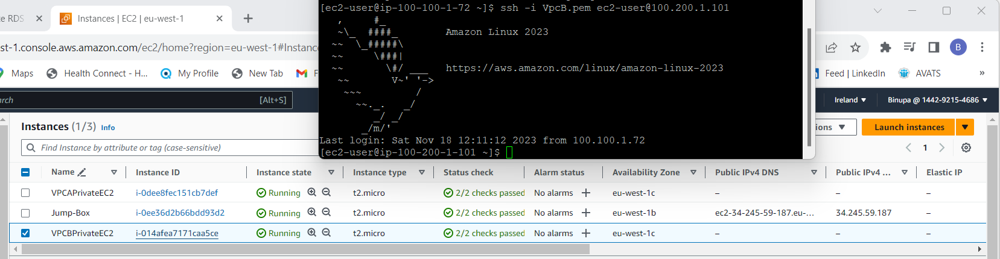 [ec2-user@ip-100-100-1-72 ~]$ ssh -i VpcB.pem ec2-user@100.200.1.101
   ,     #_
   ~\_  ####_        Amazon Linux 2023
  ~~  \_#####\
  ~~     \###|
  ~~       \#/ ___   https://aws.amazon.com/linux/amazon-linux-2023
   ~~       V~' '->
    ~~~         /
      ~~._.   _/
         _/ _/
       _/m/'
Last login: Sat Nov 18 12:11:12 2023 from 100.100.1.72
[ec2-user@ip-100-200-1-101 ~]$
RDS
Instances | EC2 | eu-west-1
st-1.console.aws.amazon.com/ec2/home?region=eu-west-1#Instance
B
Maps Health Connect - H... My Profile New Tab Feed | LinkedIn AVATS »
[Alt+S] Ireland Binupa @ 1442-9215-4686
Instances (1/3) Info Launch instances
Find Instance by attribute or tag (case-sensitive) 1
Name Instance ID Instance state Instance type Status check Alarm status Availability Zone Public IPv4 DNS Public IPv4 ... Elastic IP
VPCAPrivateEC2 i-0dee8fec151cb7def Running t2.micro 2/2 checks passed No alarms + eu-west-1c – – –
Jump-Box i-0ee36d2b66bdd93d2 Running t2.micro 2/2 checks passed No alarms + eu-west-1b ec2-34-245-59-187.eu-... 34.245.59.187 –
VPCBPrivateEC2 i-014afea7171caa5ce Running t2.micro 2/2 checks passed No alarms + eu-west-1c – – –